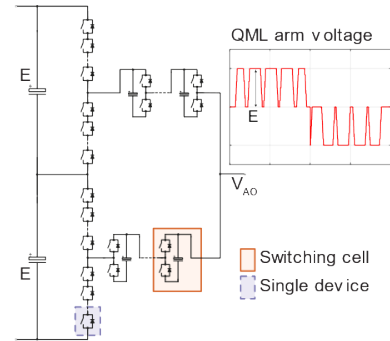 QML arm voltage
E
E
V_AO
E
Switching cell
Single device